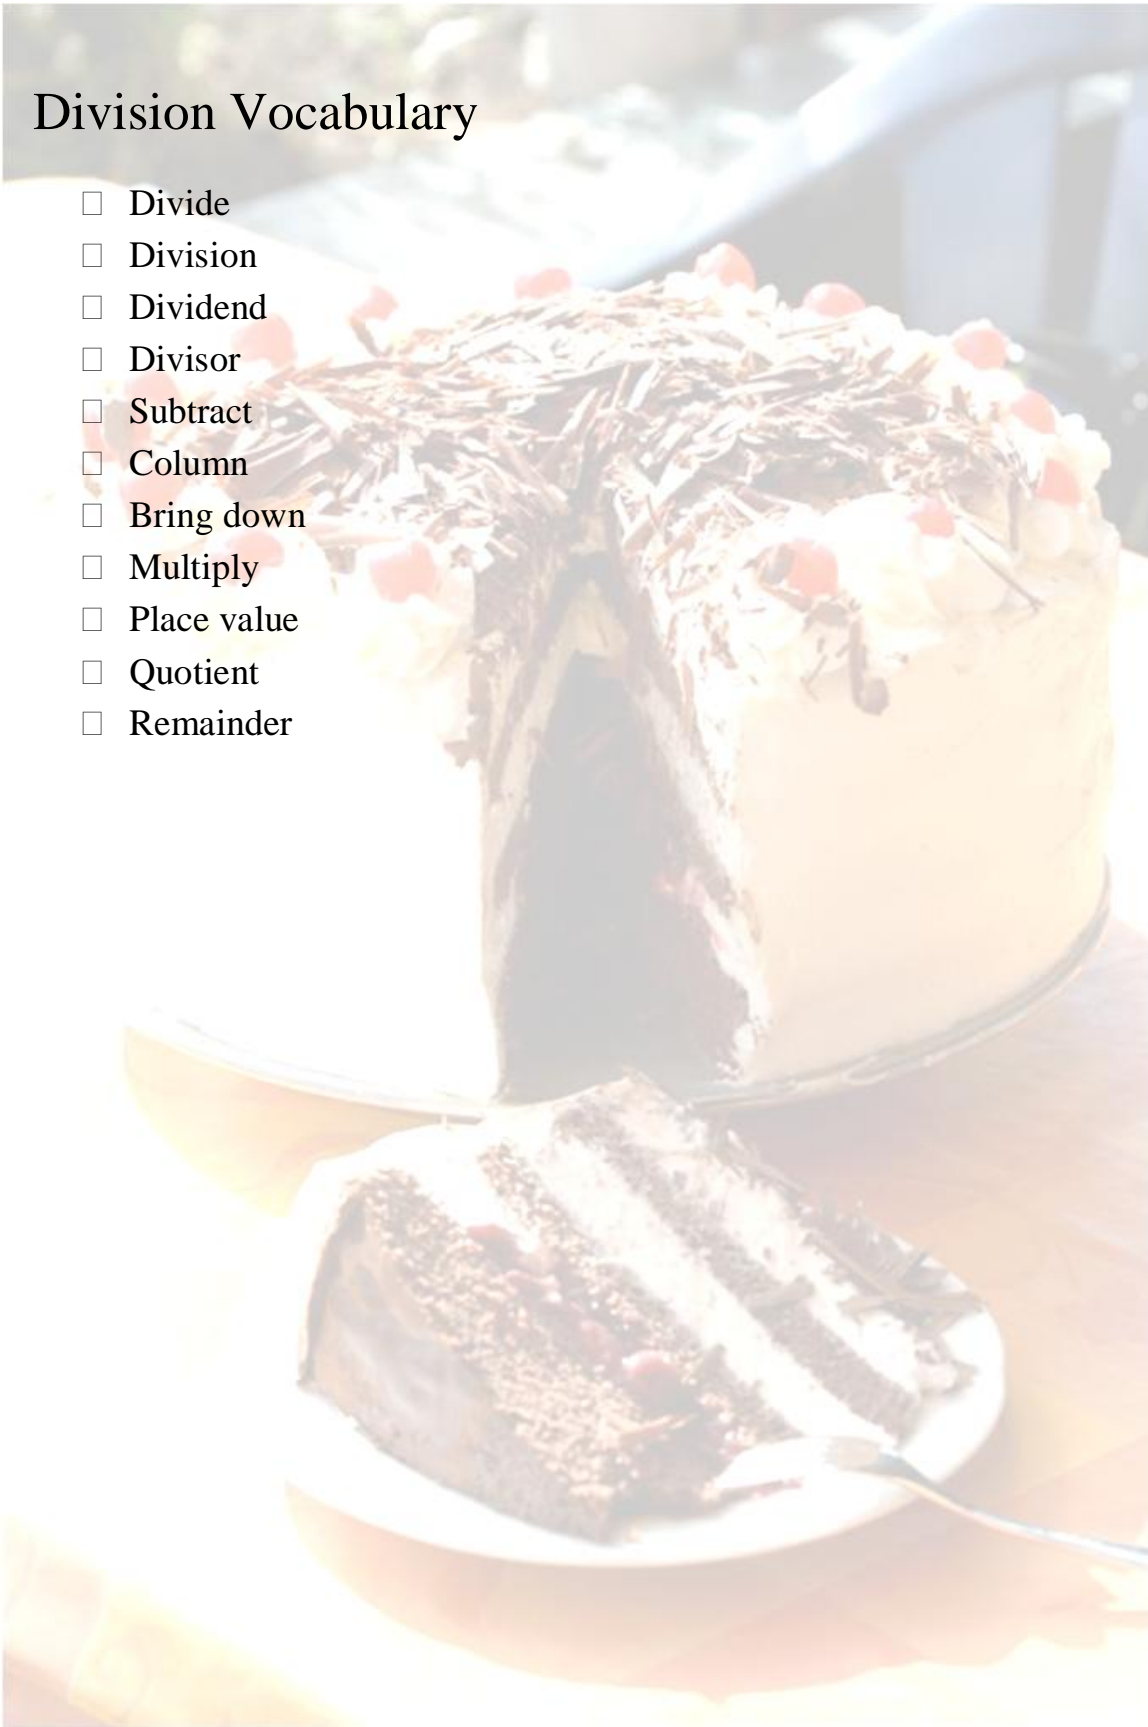 Division Vocabulary
□ Divide
□ Division
□ Dividend
□ Divisor
□ Subtract
□ Column
□ Bring down
□ Multiply
□ Place value
□ Quotient
□ Remainder